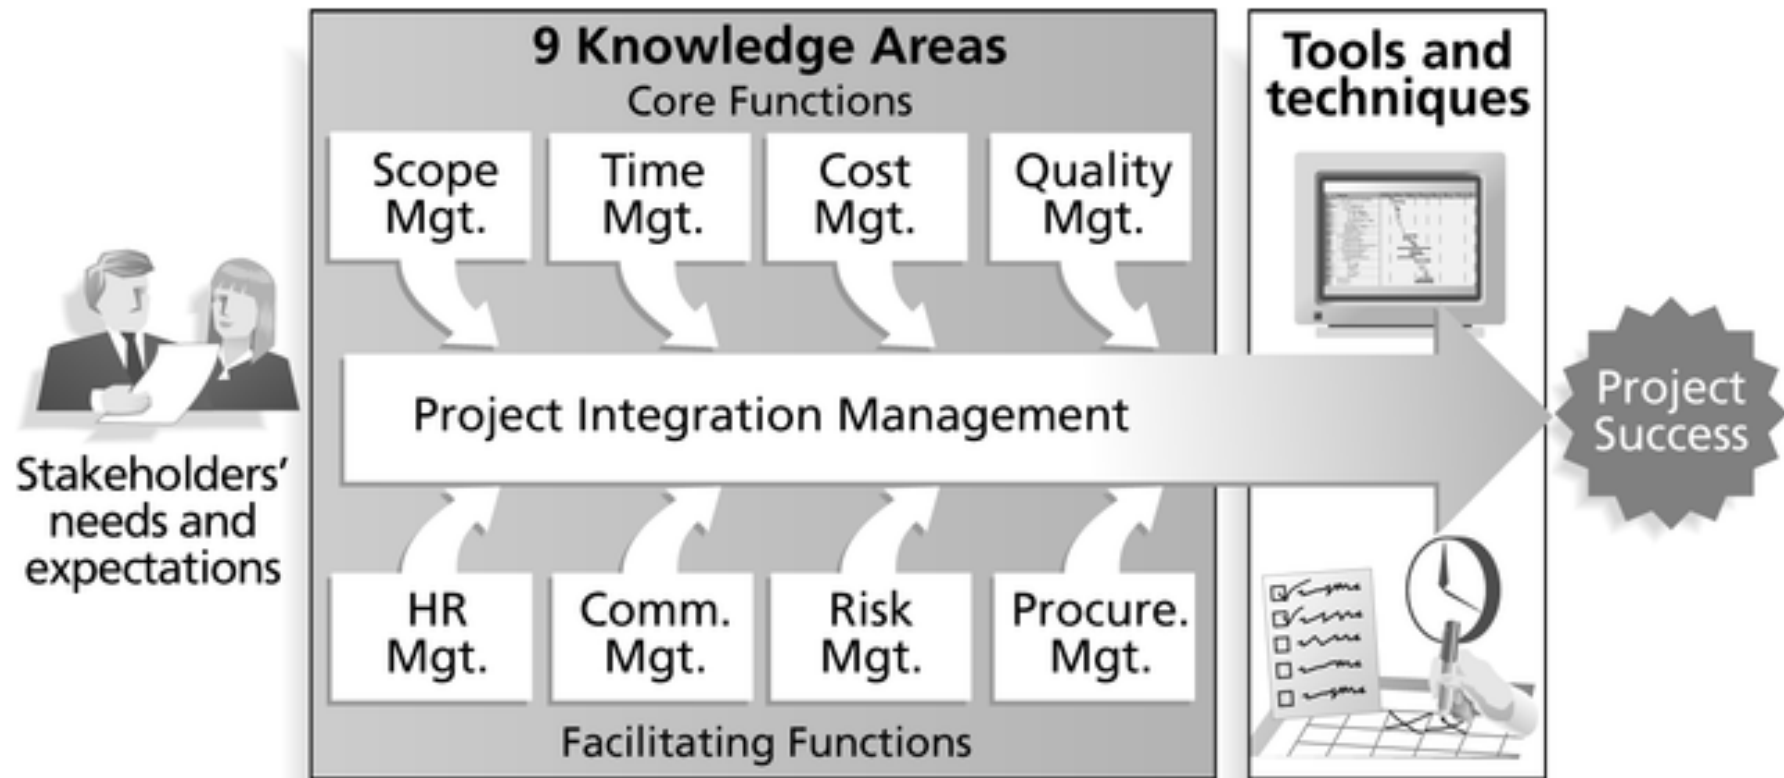 9 Knowledge Areas
Core Functions
Scope
Mgt.
Time
Mgt.
Cost
Mgt.
Quality
Mgt.
Stakeholders’
needs and
expectations
Project Integration Management
HR
Mgt.
Comm.
Mgt.
Risk
Mgt.
Procure.
Mgt.
Facilitating Functions
Tools and
techniques
Project
Success